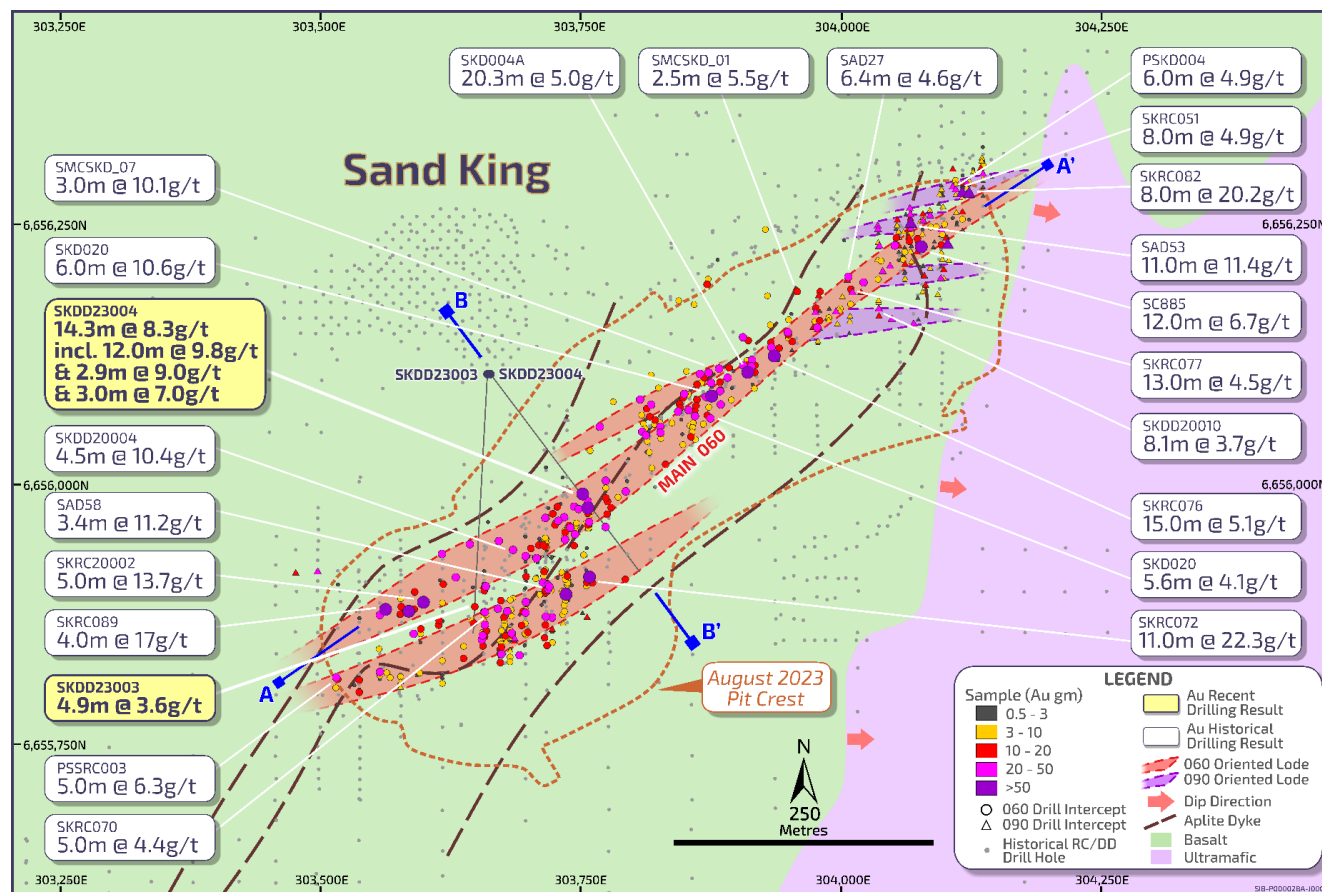 303,250E
303,500E
303,750E
304,000E
304,250E
SKD004A
20.3m @ 5.0g/t
SMCSKD_01
2.5m @ 5.5g/t
SAD27
6.4m @ 4.6g/t
PSKD004
6.0m @ 4.9g/t
SKRC051
8.0m @ 4.9g/t
SKRC082
8.0m @ 20.2g/t
SAD53
11.0m @ 11.4g/t
SC885
12.0m @ 6.7g/t
SKRC077
13.0m @ 4.5g/t
SKDD20010
8.1m @ 3.7g/t
SKRC076
15.0m @ 5.1g/t
SKD020
5.6m @ 4.1g/t
SKRC072
11.0m @ 22.3g/t
Sand King
SMCSKD_07
3.0m @ 10.1g/t
SKD020
6.0m @ 10.6g/t
SKDD23004
14.3m @ 8.3g/t
incl. 12.0m @ 9.8g/t
& 2.9m @ 9.0g/t
& 3.0m @ 7.0g/t
SKDD20004
4.5m @ 10.4g/t
SAD58
3.4m @ 11.2g/t
SKRC20002
5.0m @ 13.7g/t
SKRC089
4.0m @ 17g/t
SKDD23003
4.9m @ 3.6g/t
PSSRC003
5.0m @ 6.3g/t
SKRC070
5.0m @ 4.4g/t
6,656,250N
6,656,250N
6,655,000N
6,655,000N
6,655,750N
A'
B
SKDD23003
SKDD23004
MAIN 060
A
B'
August 2023
Pit Crest
N
250
Metres
LEGEND
Sample (Au gm)
0.5 - 3
3 - 10
10 - 20
20 - 50
>50
060 Drill Intercept
090 Drill Intercept
Historical RC/DD
Drill Hole
Au Recent
Drilling Result
Au Historical
Drilling Result
060 Oriented Lode
090 Oriented Lode
Dip Direction
Aplite Dyke
Basalt
Ultramafic
303,250E
303,500E
303,750E
304,000E
304,250E